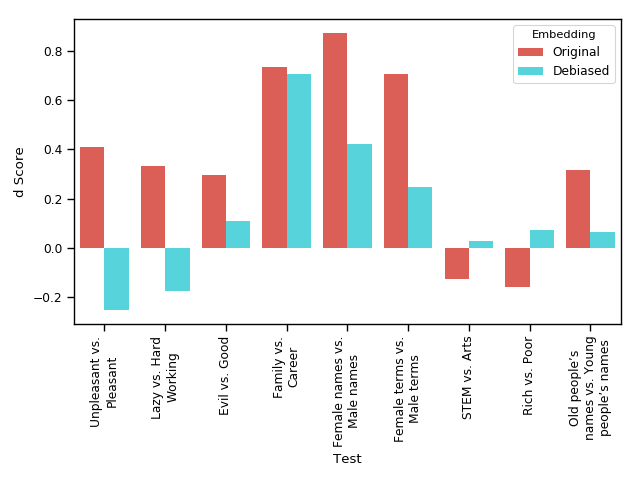 Embedding
Original
Debiased
0.8
0.6
0.4
0.2
0.0
−0.2
d Score
Unpleasant vs.
Pleasant
Lazy vs. Hard
Working
Evil vs. Good
Family vs.
Career
Female names vs.
Male names
Female terms vs.
Male terms
STEM vs. Arts
Rich vs. Poor
Old people’s
names vs. Young
people’s names
Test